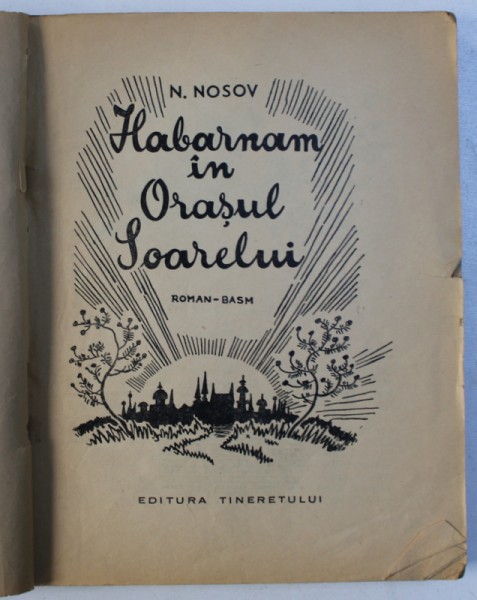 N. NOSOV
Habarnam
în
Orașul
Soarelui
ROMAN-BASM
EDITURA TINERETULUI